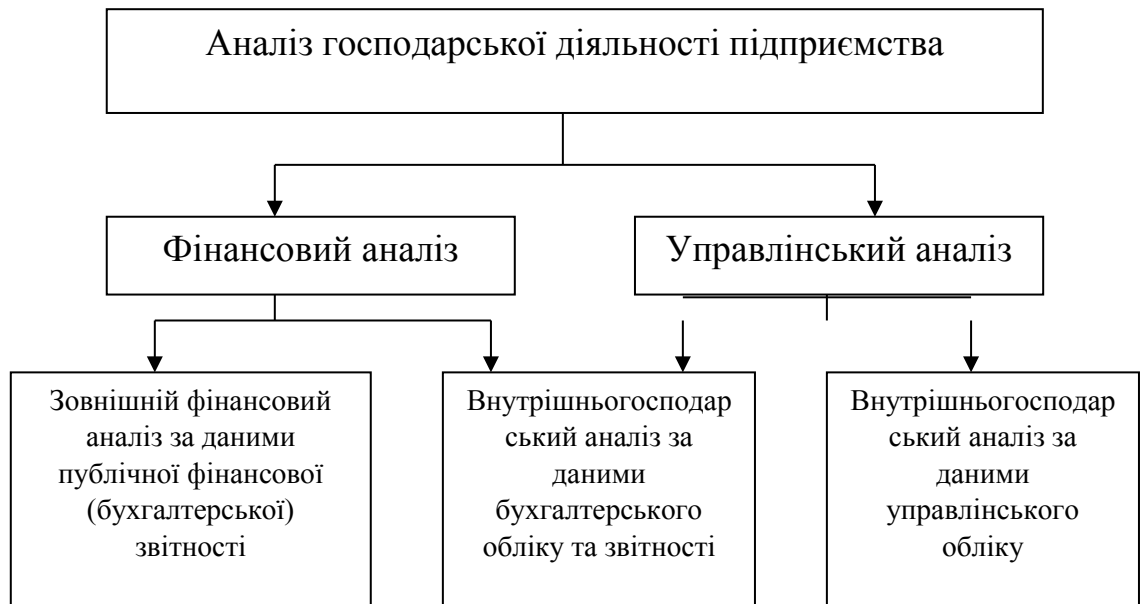 Аналіз господарської діяльності підприємства
Фінансовий аналіз
Управлінський аналіз
Зовнішній фінансовий
аналіз за даними
публічної фінансової
(бухгалтерської)
звітності
Внутрішньогосподар
ський аналіз за
даними
бухгалтерського
обліку та звітності
Внутрішньогосподар
ський аналіз за
даними
управлінського
обліку